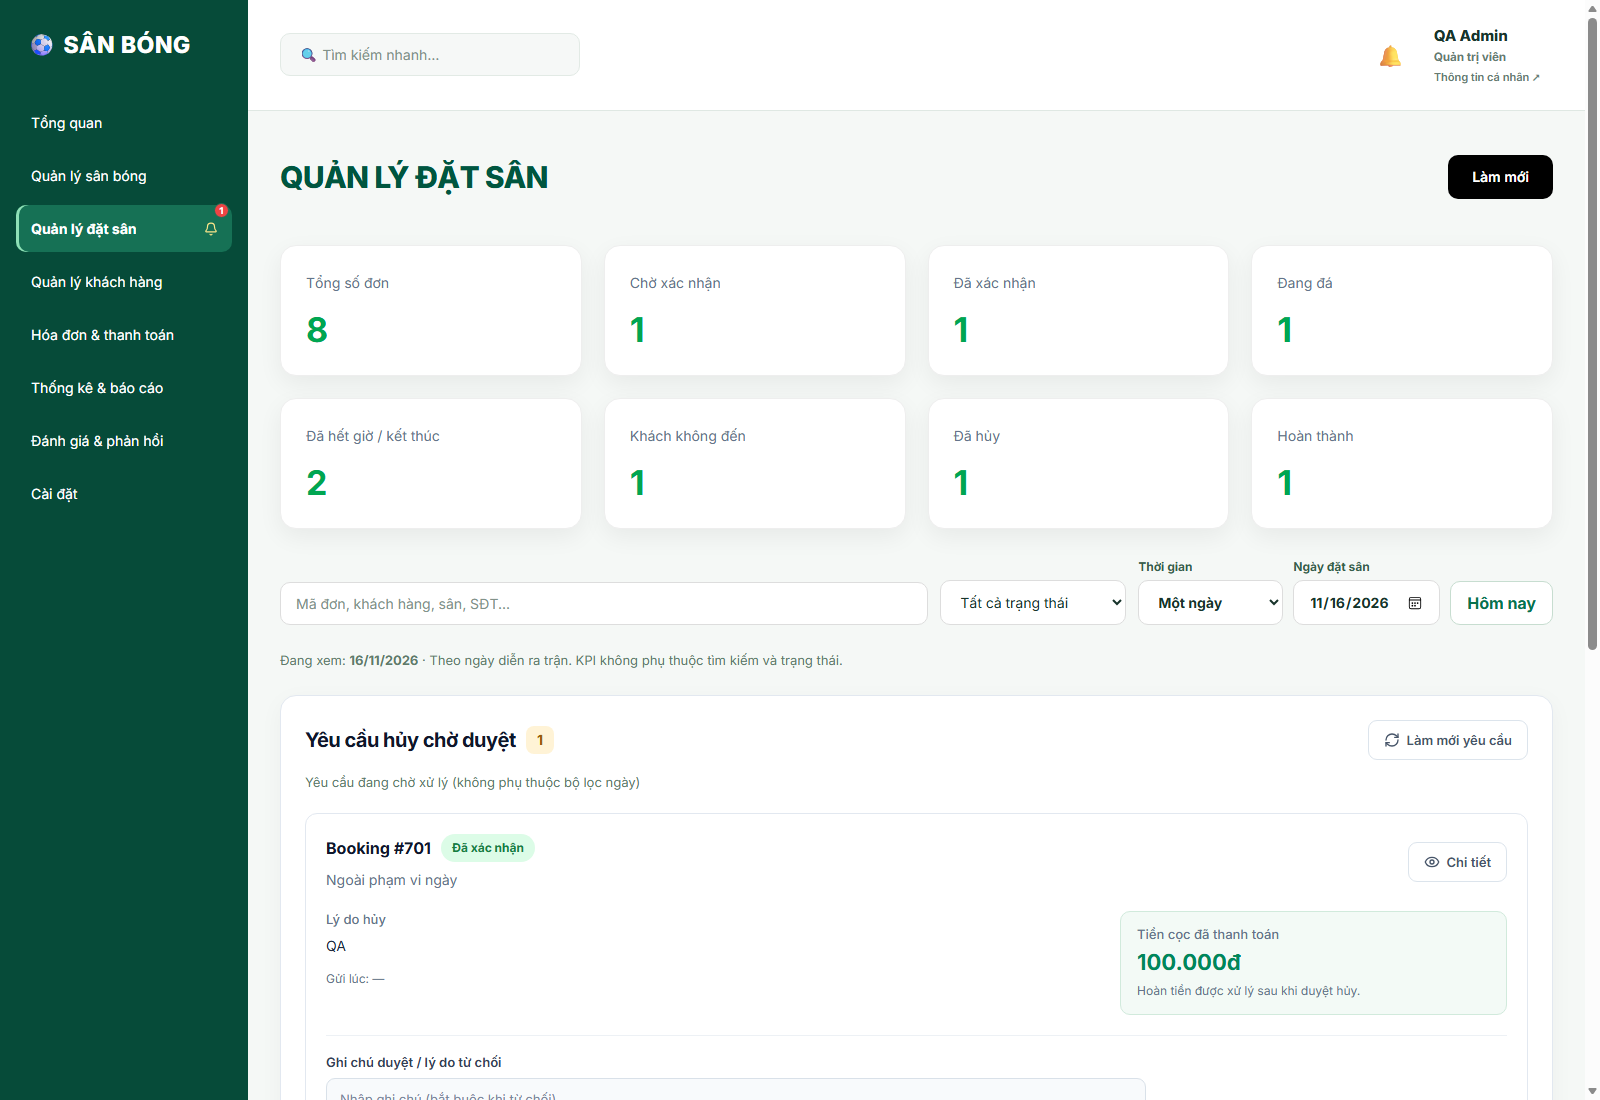 SÂN BÓNG
Tổng quan
Quản lý sân bóng
Quản lý đặt sân
1
Quản lý khách hàng
Hóa đơn & thanh toán
Thống kê & báo cáo
Đánh giá & phản hồi
Cài đặt
Tìm kiếm nhanh...
QA Admin
Quản trị viên
Thông tin cá nhân ↗
QUẢN LÝ ĐẶT SÂN
Làm mới
Tổng số đơn
8
Chờ xác nhận
1
Đã xác nhận
1
Đang đá
1
Đã hết giờ / kết thúc
2
Khách không đến
1
Đã hủy
1
Hoàn thành
1
Mã đơn, khách hàng, sân, SĐT...
Tất cả trạng thái
Thời gian
Một ngày
Ngày đặt sân
11/16/2026
Hôm nay
Đang xem: 16/11/2026 · Theo ngày diễn ra trận. KPI không phụ thuộc tìm kiếm và trạng thái.
Yêu cầu hủy chờ duyệt 1
Làm mới yêu cầu
Yêu cầu đang chờ xử lý (không phụ thuộc bộ lọc ngày)
Booking #701 Đã xác nhận
Chi tiết
Ngoài phạm vi ngày
Lý do hủy
QA
Gửi lúc: —
Tiền cọc đã thanh toán
100.000đ
Hoàn tiền được xử lý sau khi duyệt hủy.
Ghi chú duyệt / lý do từ chối
Nhập ghi chú (bắt buộc khi từ chối)